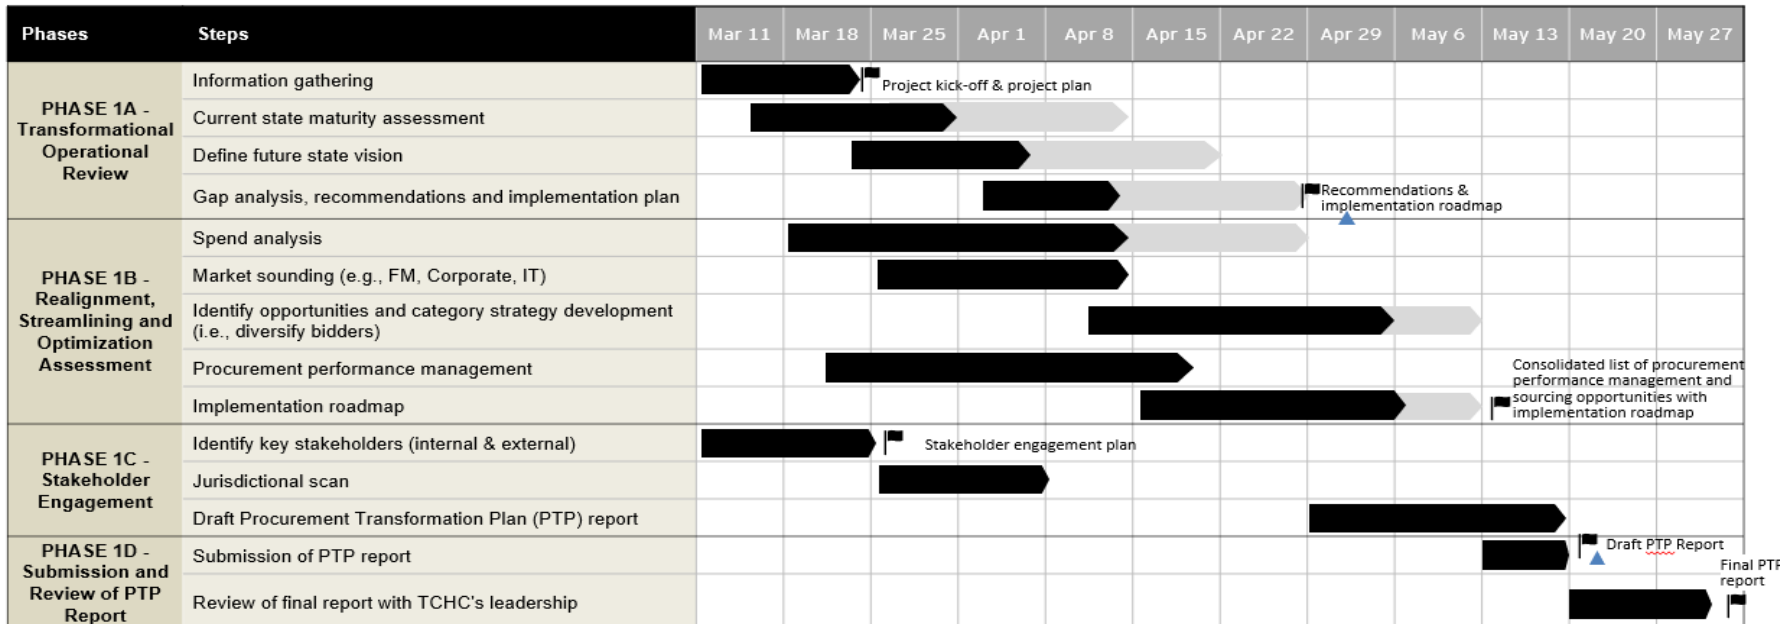 Phases
Steps
Mar 11
Mar 18
Mar 25
Apr 1
Apr 8
Apr 15
Apr 22
Apr 29
May 6
May 13
May 20
May 27
PHASE 1A -
Transformational
Operational
Review
Information gathering
Project kick-off & project plan
Current state maturity assessment
Define future state vision
Gap analysis, recommendations and implementation plan
Recommendations &
implementation roadmap
PHASE 1B -
Realignment,
Streamlining and
Optimization
Assessment
Spend analysis
Market sounding (e.g., FM, Corporate, IT)
Identify opportunities and category strategy development
(i.e., diversify bidders)
Procurement performance management
Implementation roadmap
Consolidated list of procurement
performance management and
sourcing opportunities with
implementation roadmap
PHASE 1C -
Stakeholder
Engagement
Identify key stakeholders (internal & external)
Stakeholder engagement plan
Jurisdictional scan
Draft Procurement Transformation Plan (PTP) report
PHASE 1D -
Submission and
Review of PTP
Report
Submission of PTP report
Draft PTP Report
Review of final report with TCHC's leadership
Final PTP
report